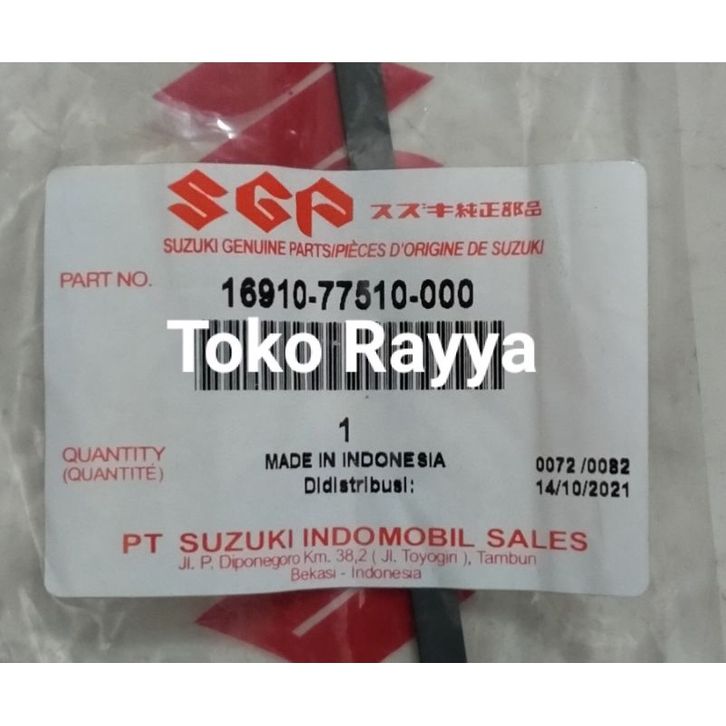 SGP スズキ純正部品
SUZUKI GENUINE PARTS/PIÈCES D'ORIGINE DE SUZUKI
PART NO. 16910-77510-000
Toko Rayya
1
QUANTITY
(QUANTITÉ)
MADE IN INDONESIA
Didistribusi:
0072 /0082
14/10/2021
PT SUZUKI INDOMOBIL SALES
Jl. P. Diponegoro Km. 38,2 ( Jl. Toyogiri ), Tambun
Bekasi - Indonesia